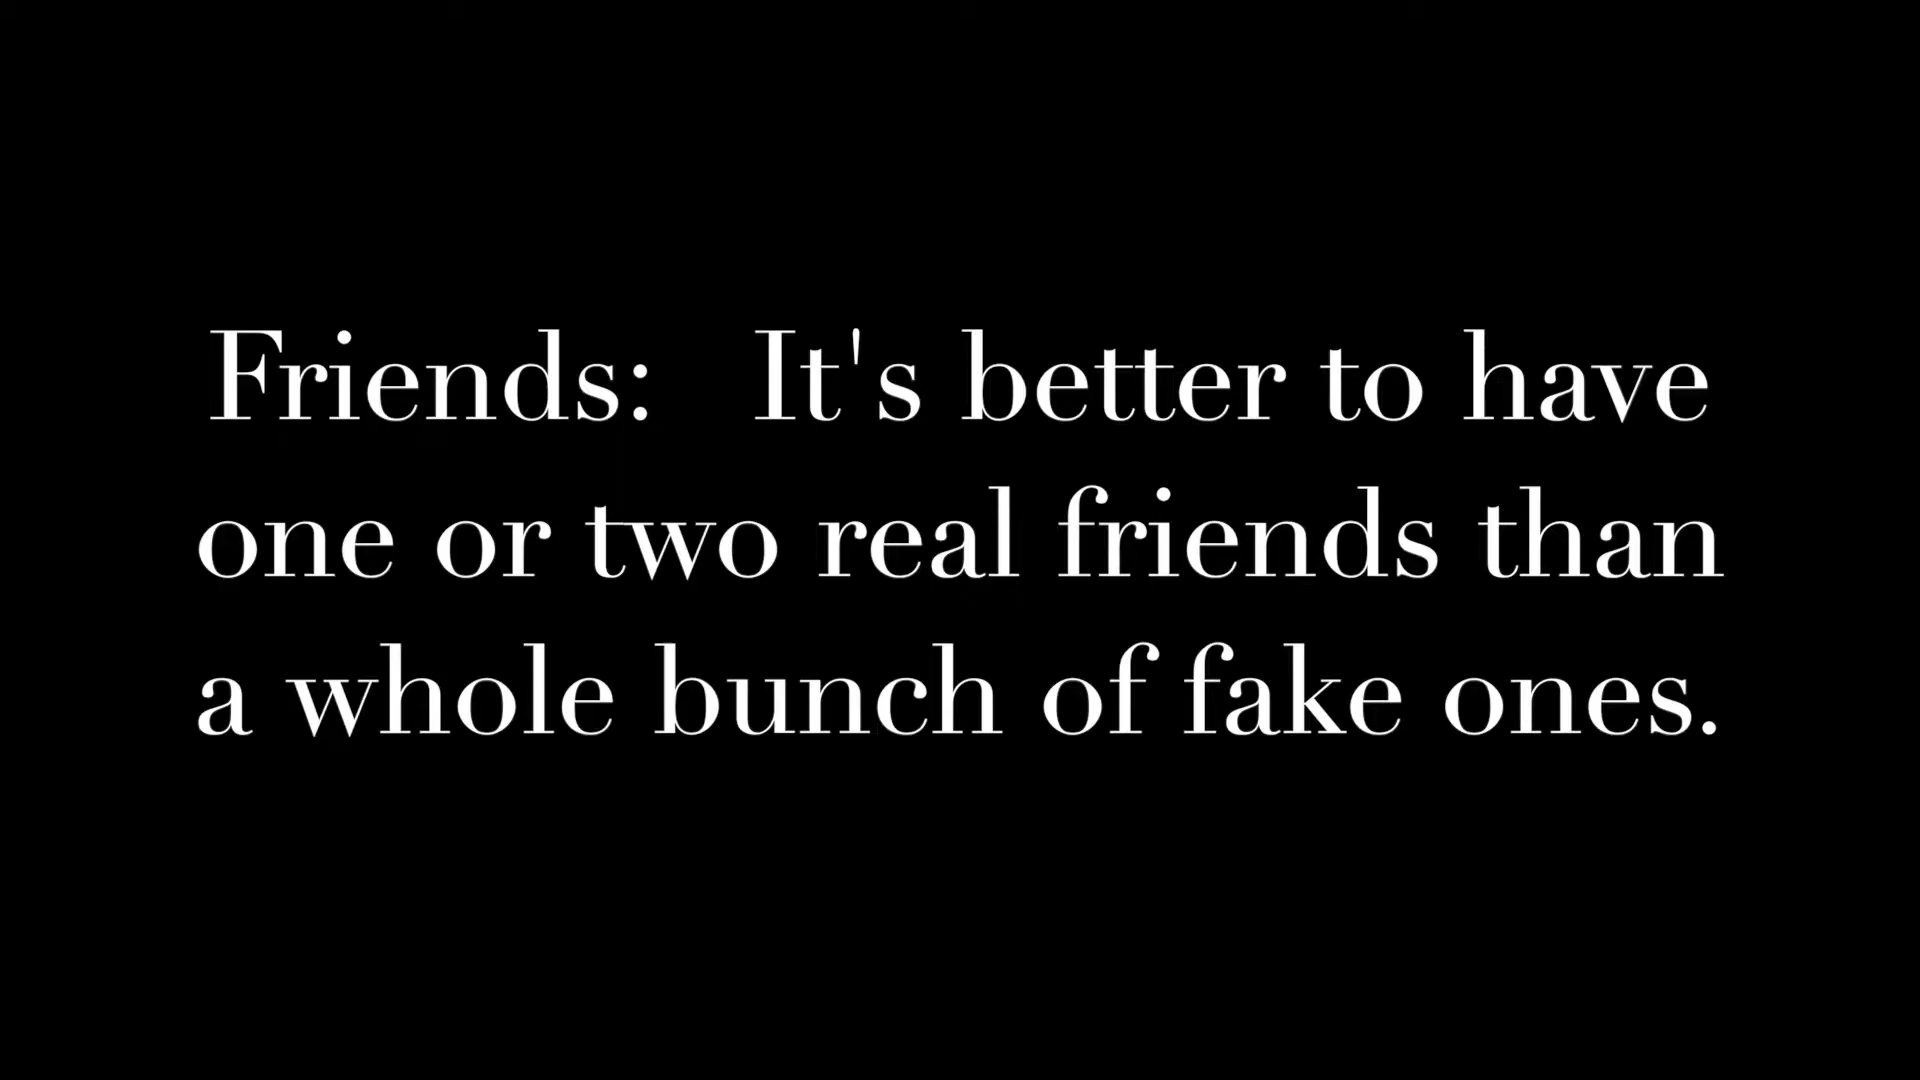 Friends:   It's better to have
one or two real friends than
a whole bunch of fake ones.